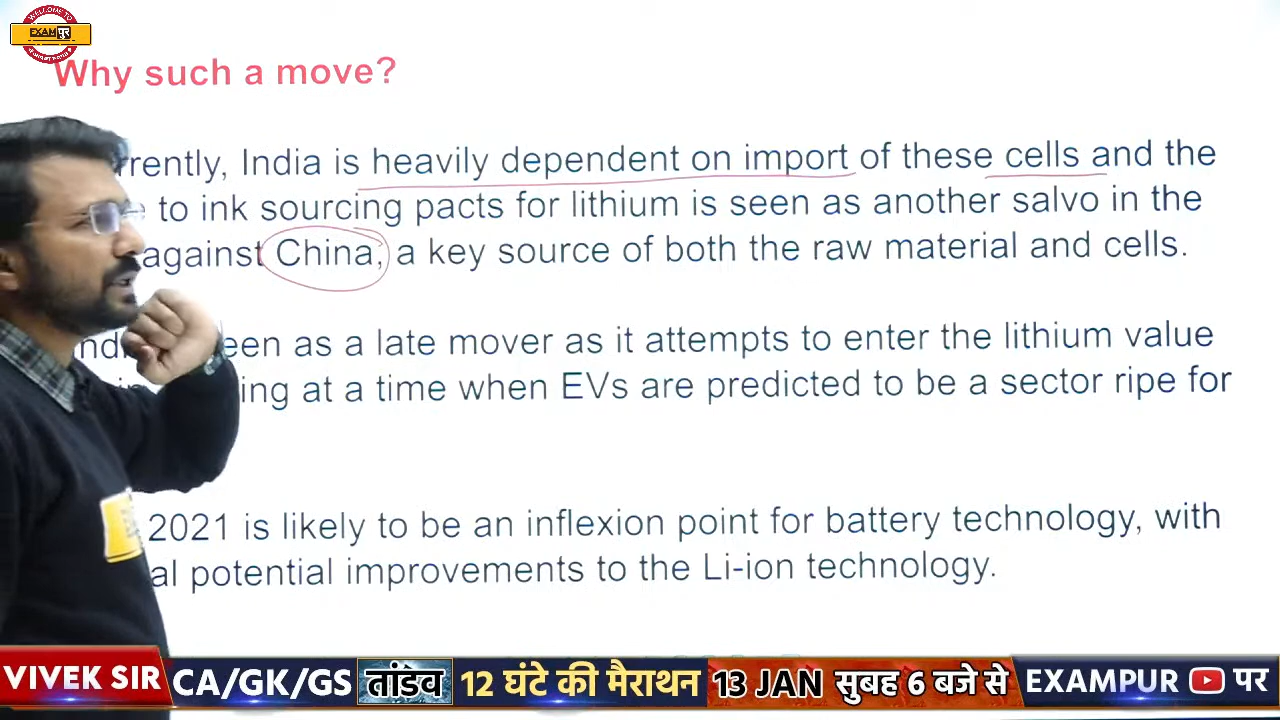 WELCOME TO
EXAM पुर
Why such a move?
rrently, India is heavily dependent on import of these cells and the
to ink sourcing pacts for lithium is seen as another salvo in the
against China, a key source of both the raw material and cells.
een as a late mover as it attempts to enter the lithium value
ing at a time when EVs are predicted to be a sector ripe for
2021 is likely to be an inflexion point for battery technology, with
al potential improvements to the Li-ion technology.
VIVEK SIR CA/GK/GS तांडव 12 घंटे की मैराथन 13 JAN सुबह 6 बजे से EXAMPUR पर